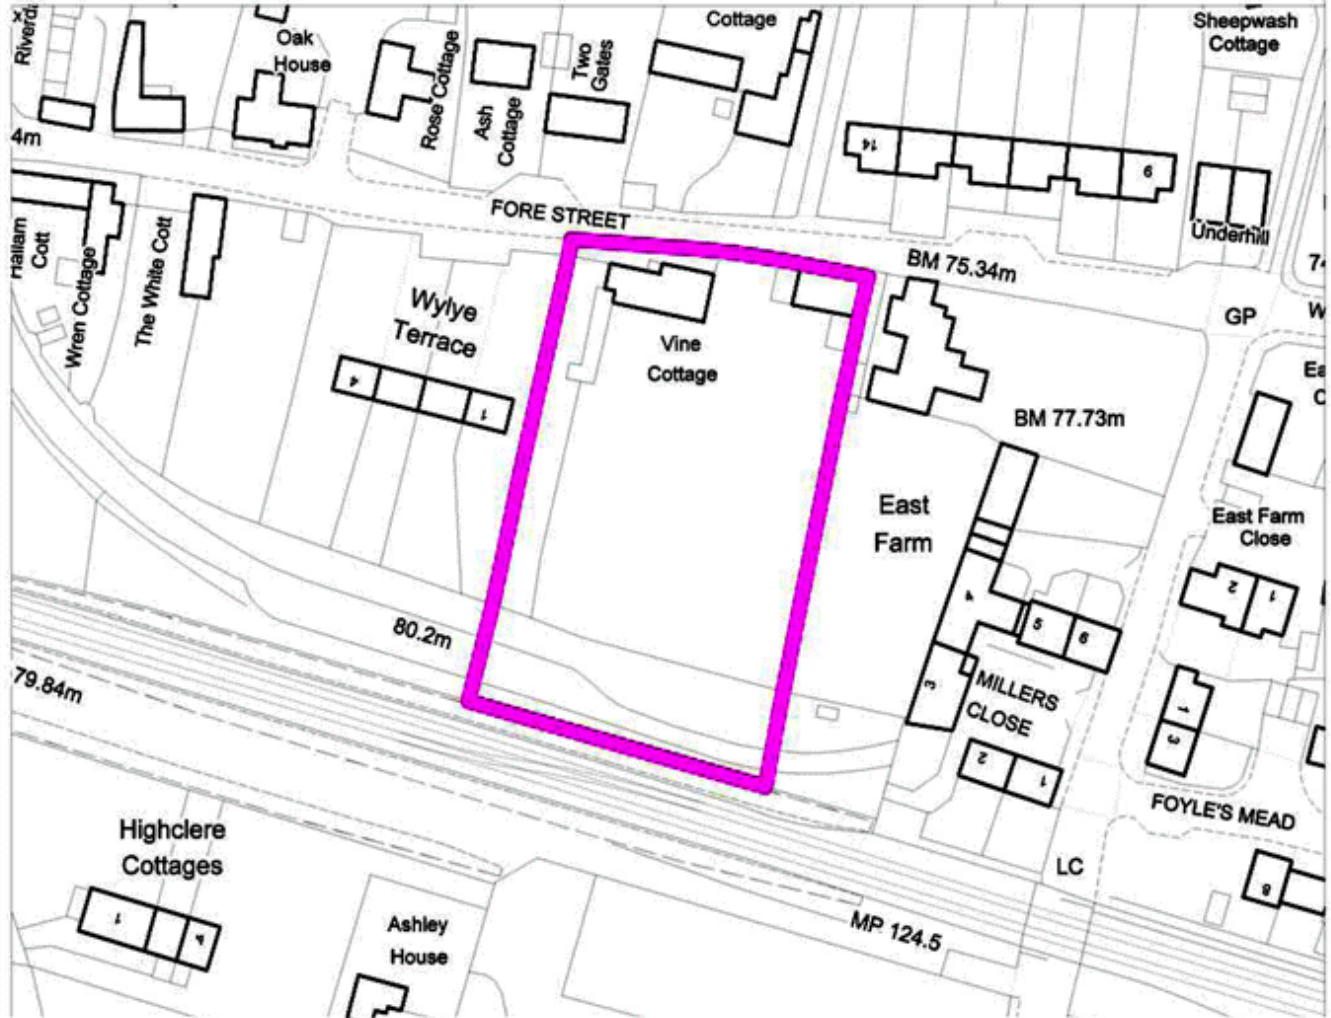 Riverd
Oak
House
Rose Cottage
Ash
Cottage
Two
Gates
Cottage
Sheepwash
Cottage
4m
14
9
Underhill
FORE STREET
Hallam
Cott
Wren Cottage
The White Cott
Wylye
Terrace
4
1
Vine
Cottage
BM 75.34m
GP
BM 77.73m
East
Farm
East Farm
Close
2
1
4
5
6
3
MILLERS
CLOSE
2
1
1
3
FOYLE'S MEAD
8
LC
80.2m
79.84m
MP 124.5
Highclere
Cottages
1
4
Ashley
House